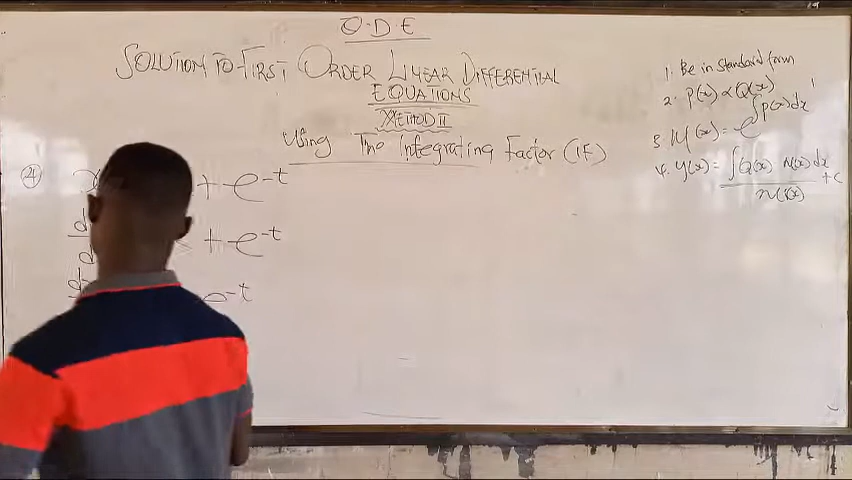 O.D.E
SOLUTION TO FIRST ORDER LINEAR DIFFERENTIAL
EQUATIONS
METHOD II
Using The Integrating Factor (IF)
1. Be in Standard form
2. P(x) & Q(x)
3. μ(x) = e^∫P(x)dx
4. y(x) = ∫Q(x) μ(x) dx + C
μ(x)
4
+ e^-t
+ e^-t
e^-t